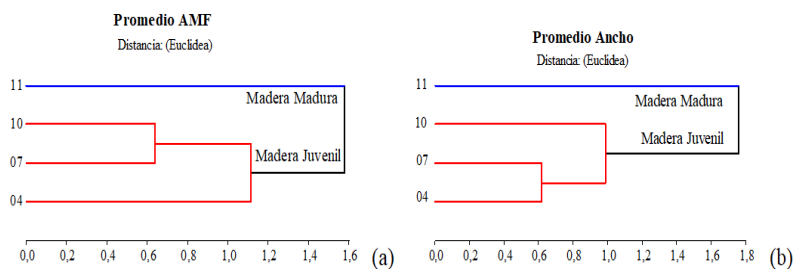 Promedio AMF
Distancia: (Euclidea)
11
Madera Madura
10
Madera Juvenil
07
04
0,0 0,2 0,4 0,6 0,8 1,0 1,2 1,4 1,6
(a)
Promedio Ancho
Distancia: (Euclidea)
11
Madera Madura
10
Madera Juvenil
07
04
0,0 0,2 0,4 0,6 0,8 1,0 1,2 1,4 1,6 1,8
(b)